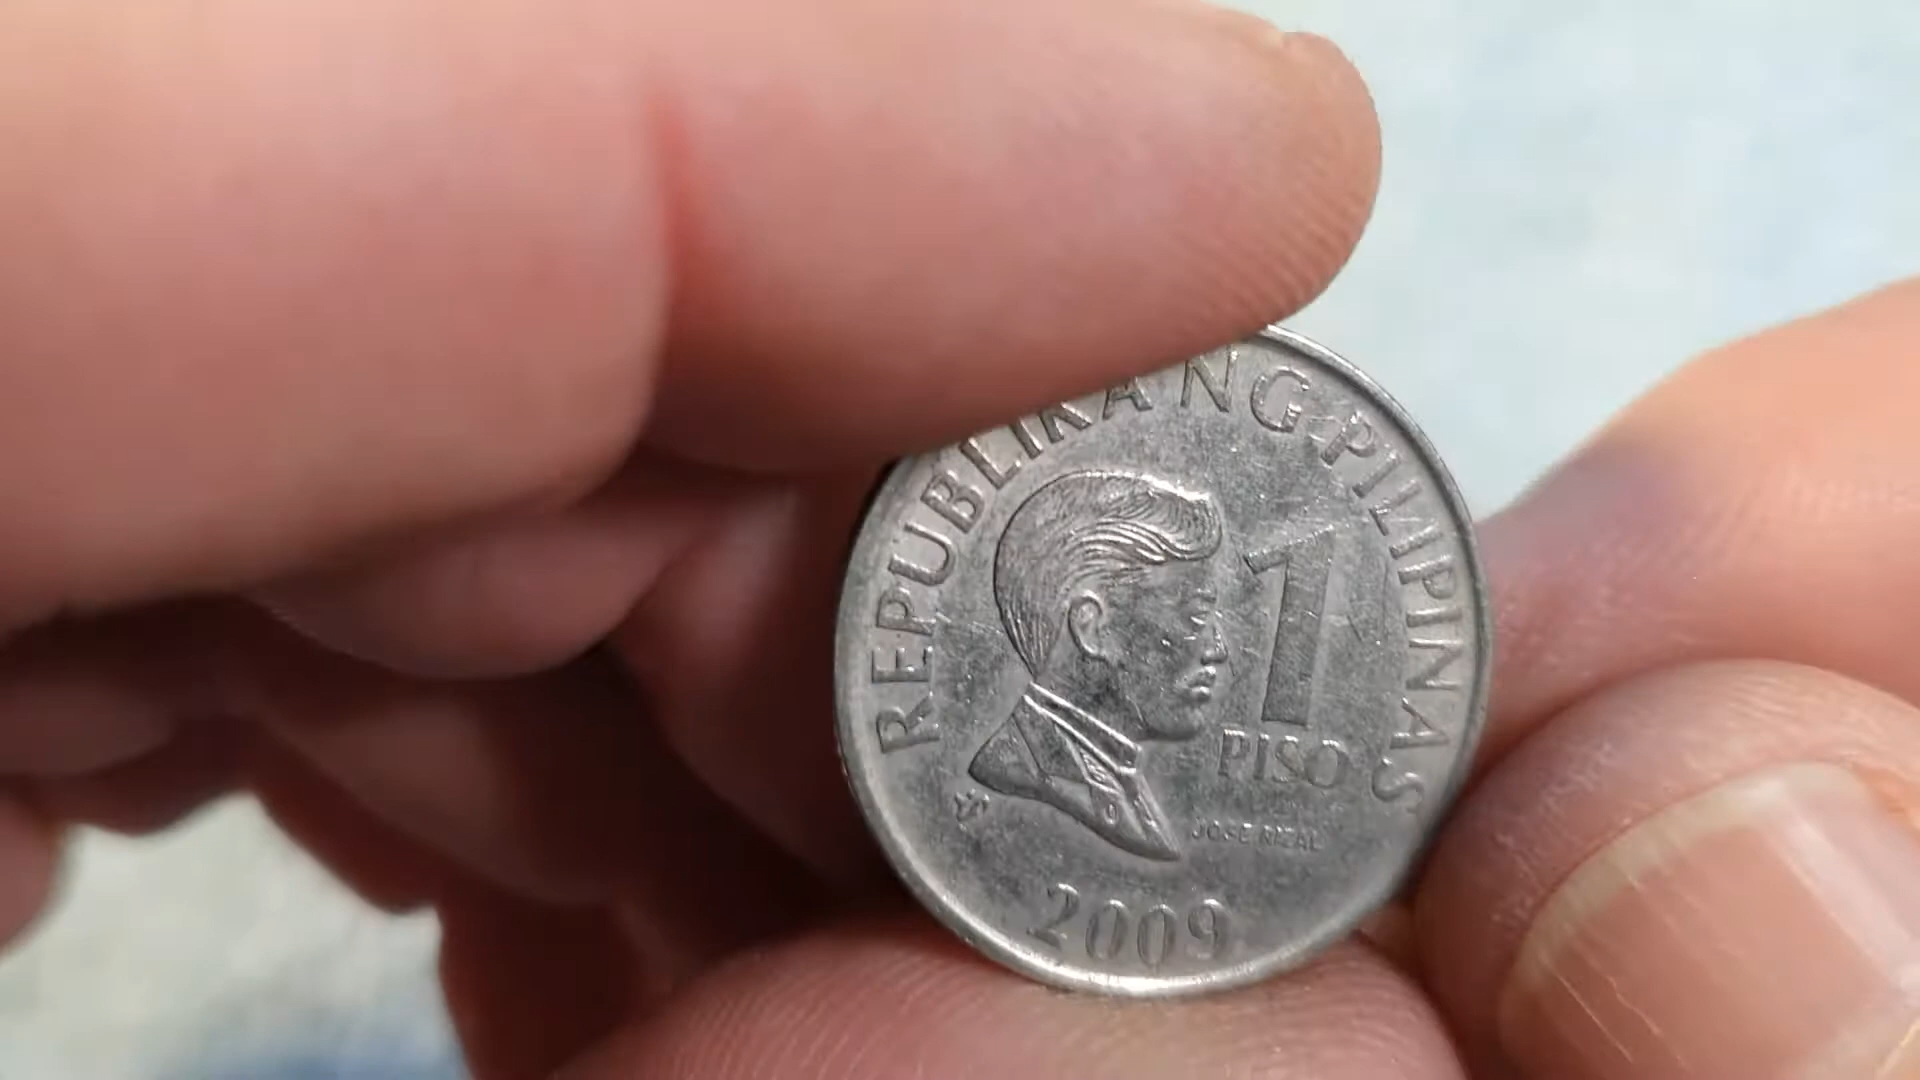 REPUBLIKA NG PILIPINAS
1
PISO
JOSE RIZAL
2009